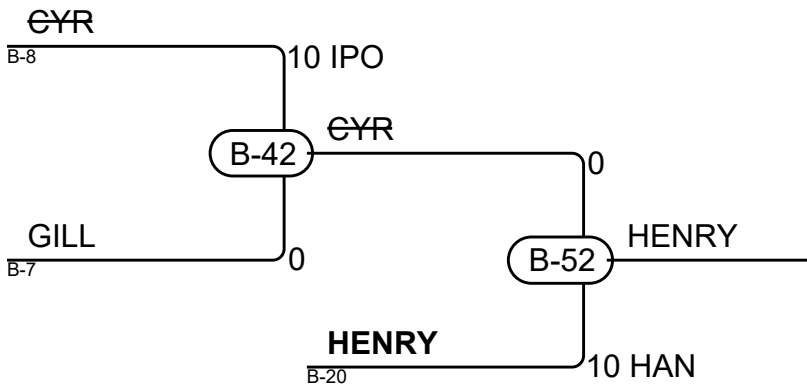 CYR
B-8
10 IPO
B-42
CYR
0
GILL
B-7
0
B-52
HENRY
HENRY
B-20
10 HAN